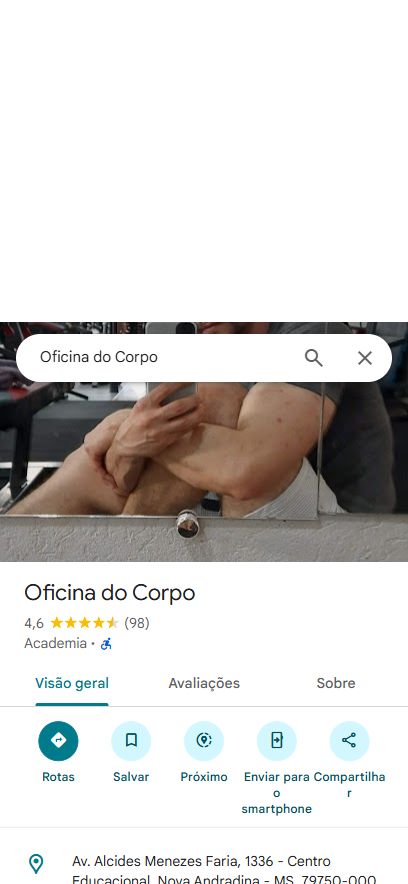 Oficina do Corpo
Oficina do Corpo
4,6 (98)
Academia ·
Visão geral Avaliações Sobre
Rotas Salvar Próximo Enviar para Compartilha
o r
smartphone
Av. Alcides Menezes Faria, 1336 - Centro
Educacional, Nova Andradina - MS, 79750-000